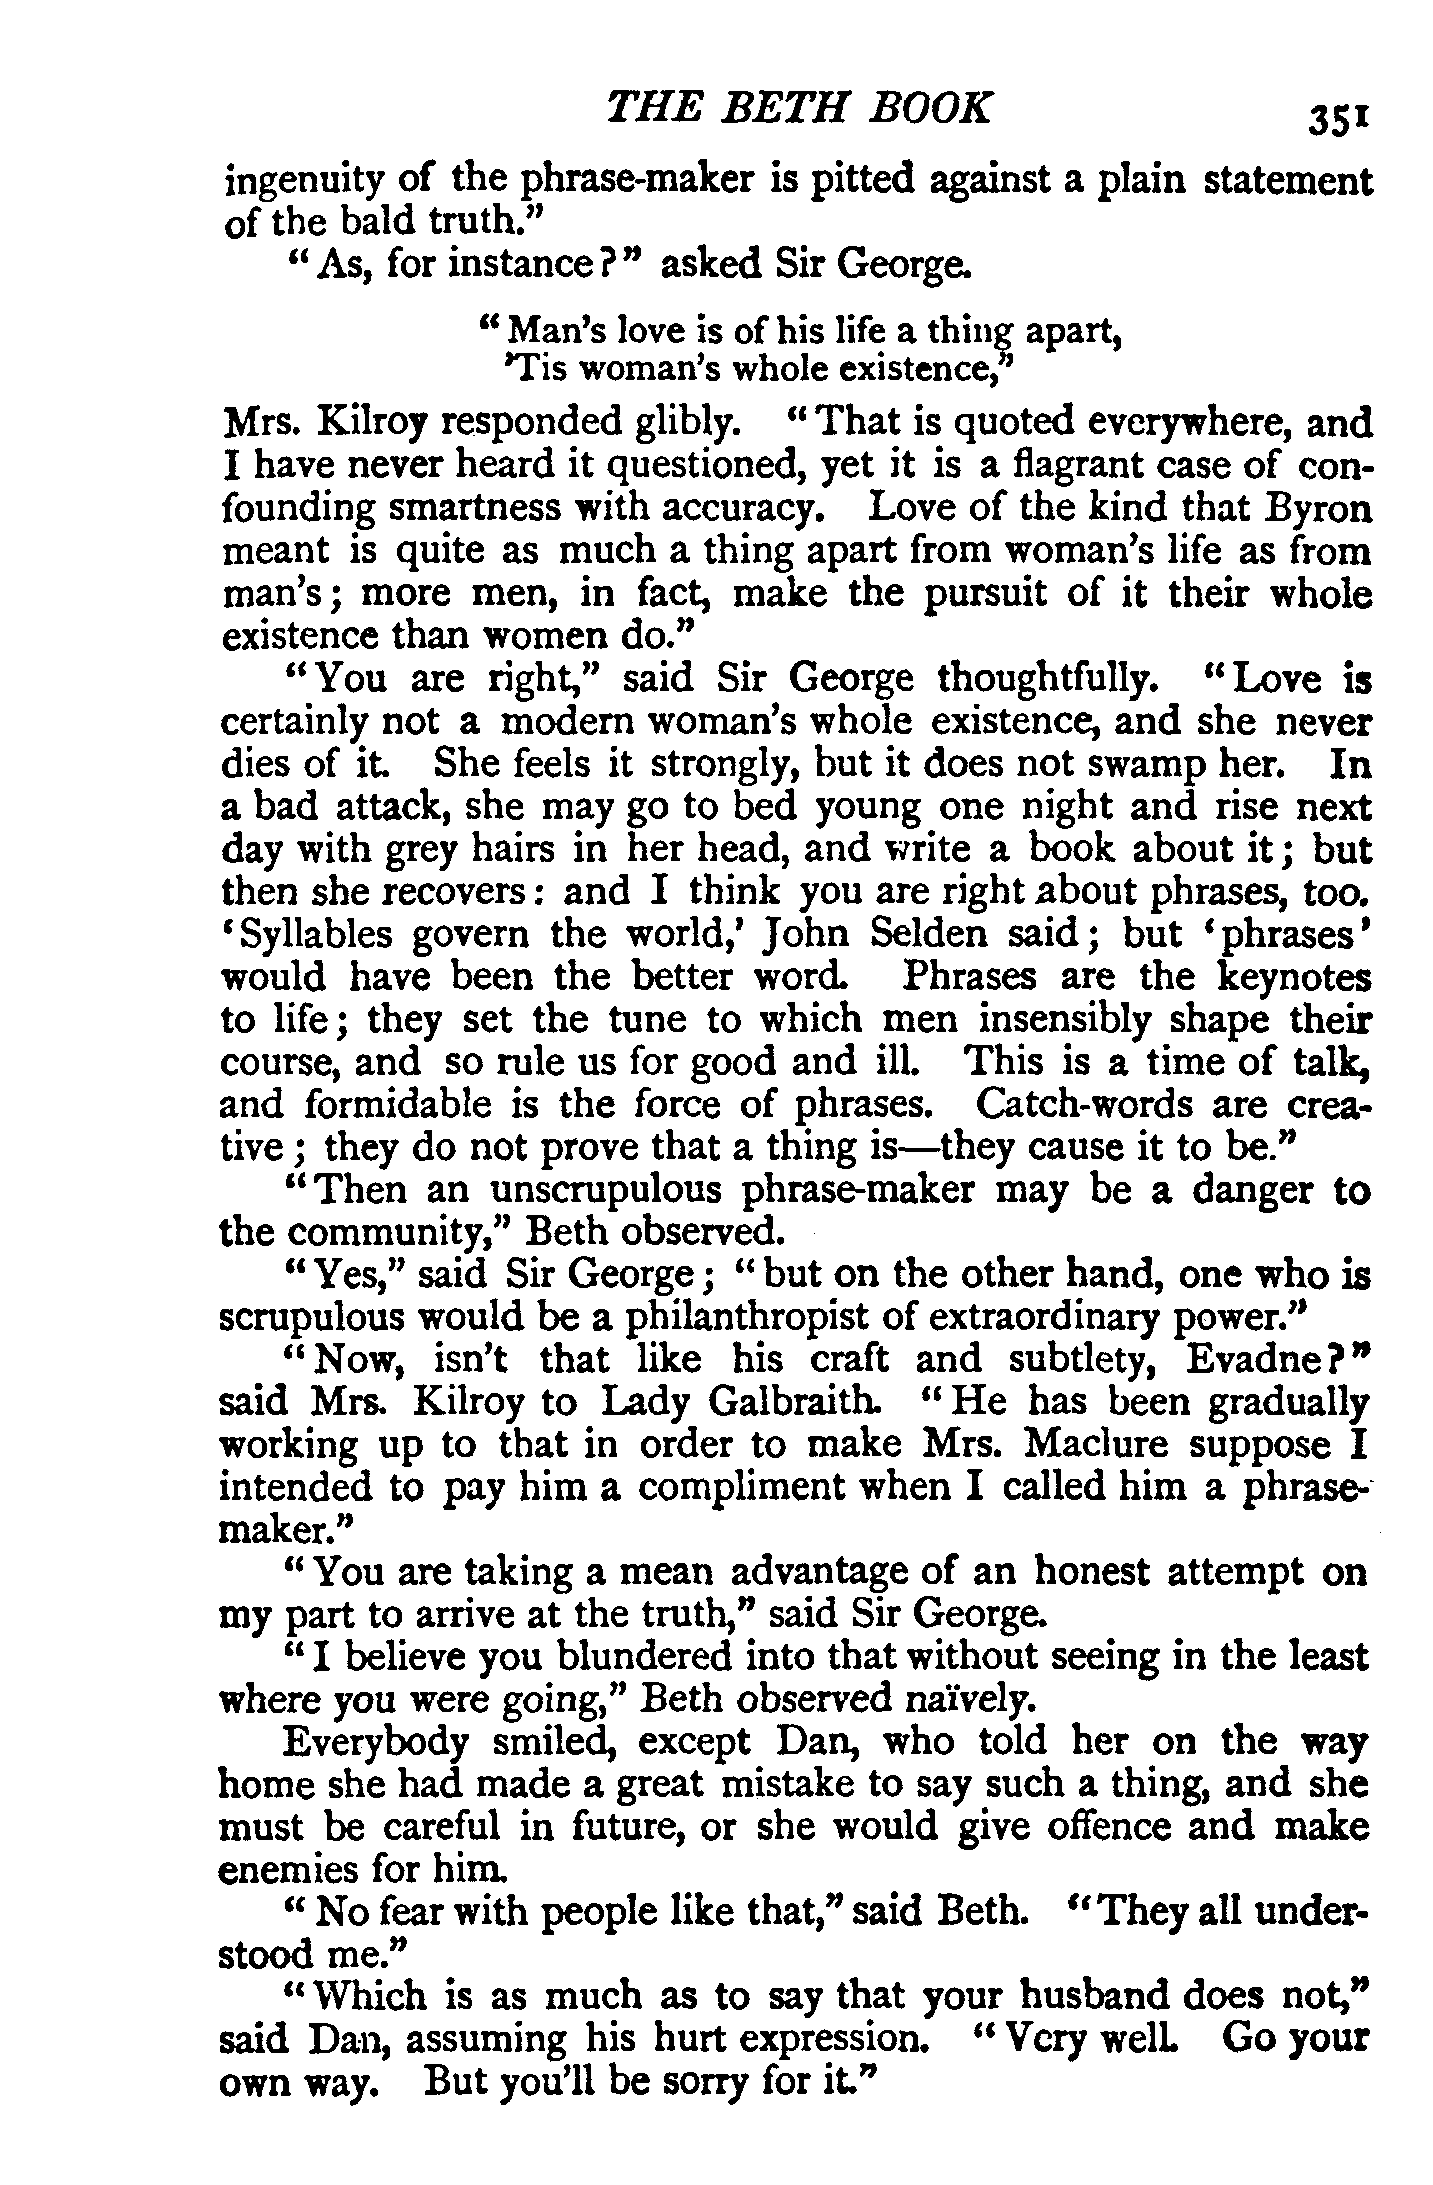 THE BETH BOOK 351
ingenuity of the phrase-maker is pitted against a plain statement
of the bald truth."
"As, for instance?" asked Sir George.
"Man's love is of his life a thing apart,
'Tis woman's whole existence,"
Mrs. Kilroy responded glibly. "That is quoted everywhere, and
I have never heard it questioned, yet it is a flagrant case of con-
founding smartness with accuracy. Love of the kind that Byron
meant is quite as much a thing apart from woman's life as from
man's; more men, in fact, make the pursuit of it their whole
existence than women do."
"You are right," said Sir George thoughtfully. "Love is
certainly not a modern woman's whole existence, and she never
dies of it. She feels it strongly, but it does not swamp her. In
a bad attack, she may go to bed young one night and rise next
day with grey hairs in her head, and write a book about it; but
then she recovers: and I think you are right about phrases, too.
'Syllables govern the world,' John Selden said; but 'phrases'
would have been the better word. Phrases are the keynotes
to life; they set the tune to which men insensibly shape their
course, and so rule us for good and ill. This is a time of talk,
and formidable is the force of phrases. Catch-words are crea-
tive; they do not prove that a thing is—they cause it to be."
"Then an unscrupulous phrase-maker may be a danger to
the community," Beth observed.
"Yes," said Sir George; "but on the other hand, one who is
scrupulous would be a philanthropist of extraordinary power."
"Now, isn't that like his craft and subtlety, Evadne?"
said Mrs. Kilroy to Lady Galbraith. "He has been gradually
working up to that in order to make Mrs. Maclure suppose I
intended to pay him a compliment when I called him a phrase-
maker."
"You are taking a mean advantage of an honest attempt on
my part to arrive at the truth," said Sir George.
"I believe you blundered into that without seeing in the least
where you were going," Beth observed naïvely.
Everybody smiled, except Dan, who told her on the way
home she had made a great mistake to say such a thing, and she
must be careful in future, or she would give offence and make
enemies for him.
"No fear with people like that," said Beth. "They all under-
stood me."
"Which is as much as to say that your husband does not,"
said Dan, assuming his hurt expression. "Very well. Go your
own way. But you'll be sorry for it."